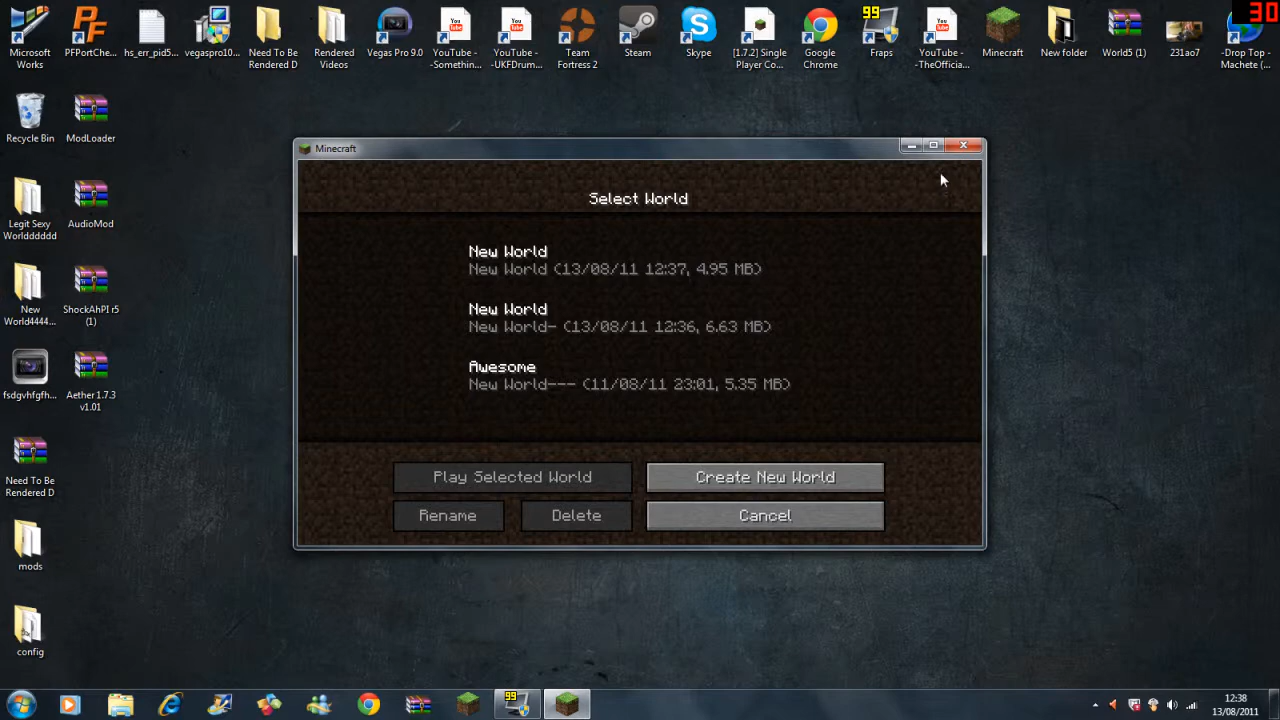 30
99
Microsoft
Works
PFPortChe...
hs_err_pid5...
vegaspro10...
Need To Be
Rendered D
Rendered
Videos
Vegas Pro 9.0
YouTube -
-Somethin...
YouTube -
-UKFDrum...
Team
Fortress 2
Steam
Skype
[1.7.2] Single
Player Co...
Google
Chrome
Fraps
YouTube -
-TheOfficia...
Minecraft
New folder
World5 (1)
231ao7
-Drop Top -
Machete (...
Recycle Bin
ModLoader
Legit Sexy
Worldddddd
AudioMod
New
World4444...
ShockAhPI r5
(1)
fsdgvhfgfh...
Aether 1.7.3
v1.01
Need To Be
Rendered D
mods
config
Minecraft
Select World
New World
New World (13/08/11 12:37, 4.95 MB)
New World
New World- (13/08/11 12:36, 6.63 MB)
Awesome
New World--- (11/08/11 23:01, 5.35 MB)
Play Selected World
Create New World
Rename
Delete
Cancel
99
12:38
13/08/2011